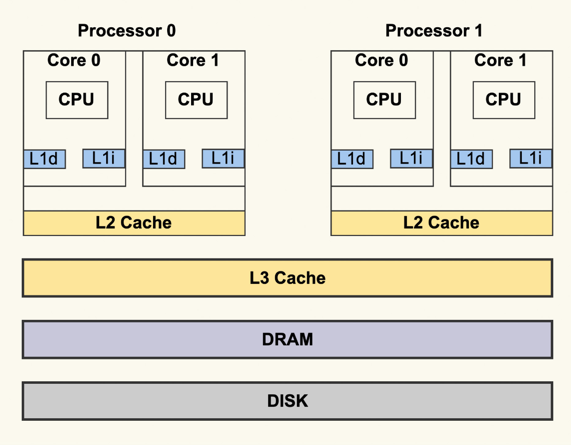 Processor 0
Processor 1
Core 0
Core 1
Core 0
Core 1
CPU
CPU
CPU
CPU
L1d
L1i
L1d
L1i
L1d
L1i
L1d
L1i
L2 Cache
L2 Cache
L3 Cache
DRAM
DISK